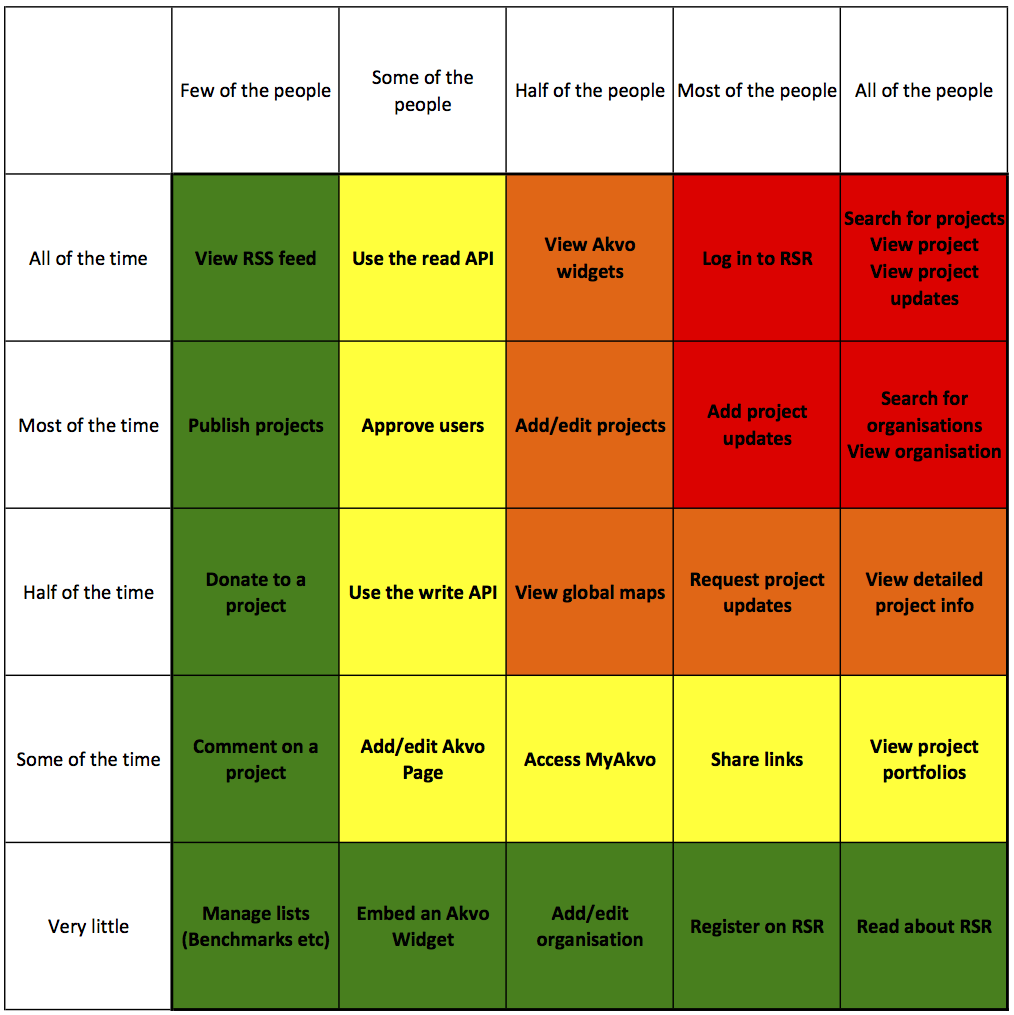 Few of the people
Some of the
people
Half of the people
Most of the people
All of the people
All of the time
View RSS feed
Use the read API
View Akvo
widgets
Log in to RSR
Search for projects
View project
View project
updates
Most of the time
Publish projects
Approve users
Add/edit projects
Add project
updates
Search for
organisations
View organisation
Half of the time
Donate to a
project
Use the write API
View global maps
Request project
updates
View detailed
project info
Some of the time
Comment on a
project
Add/edit Akvo
Page
Access MyAkvo
Share links
View project
portfolios
Very little
Manage lists
(Benchmarks etc)
Embed an Akvo
Widget
Add/edit
organisation
Register on RSR
Read about RSR